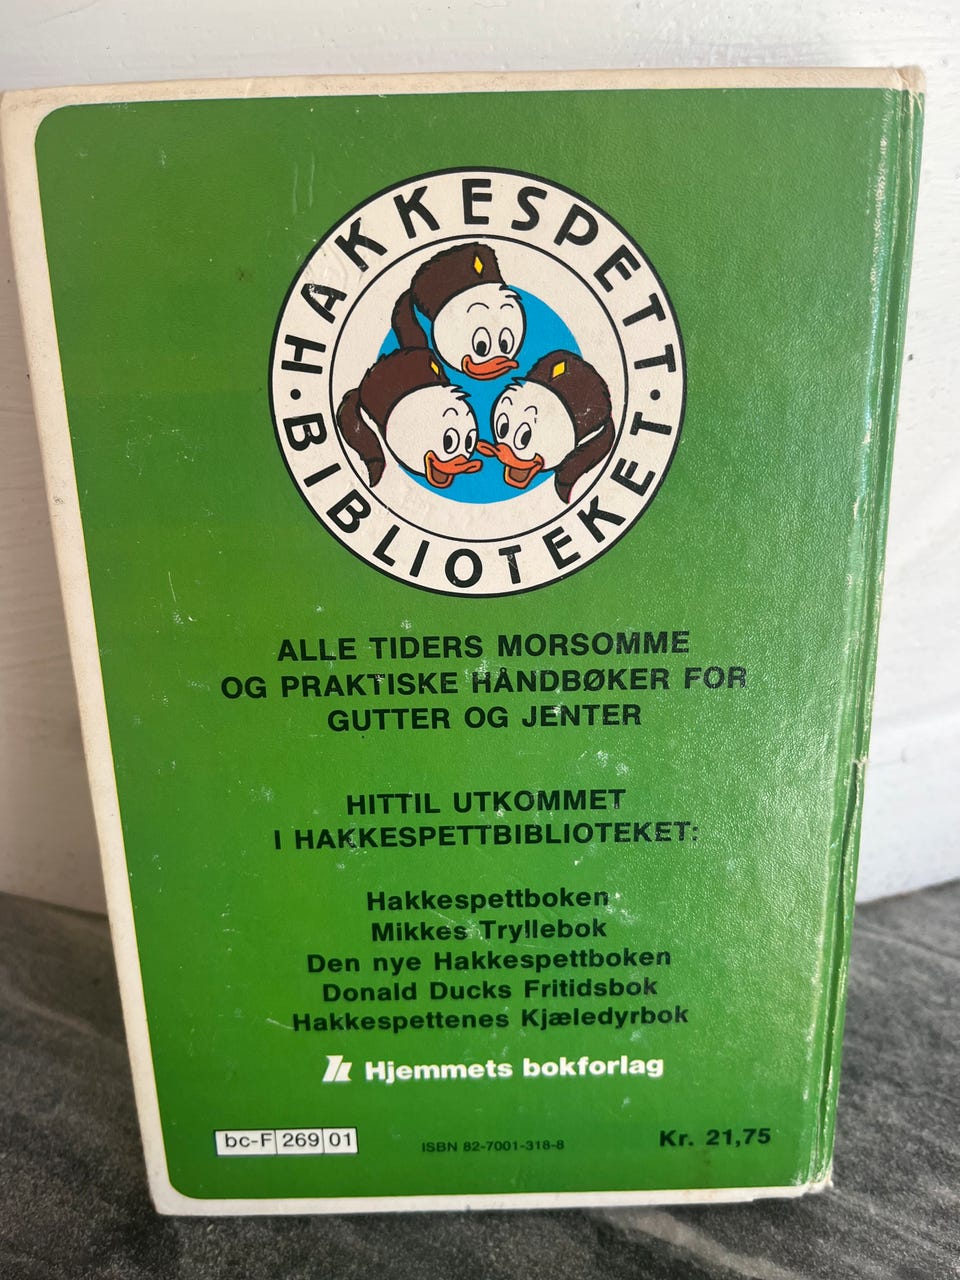 HAKKESPETT
· BIBLIOTEKET ·
ALLE TIDERS MORSOMME
OG PRAKTISKE HÅNDBØKER FOR
GUTTER OG JENTER
HITTIL UTKOMMET
I HAKKESPETTBIBLIOTEKET:
Hakkespettboken
Mikkes Tryllebok
Den nye Hakkespettboken
Donald Ducks Fritidsbok
Hakkespettenes Kjæledyrbok
Hjemmets bokforlag
bc-F 269 01
ISBN 82-7001-318-8
Kr. 21,75